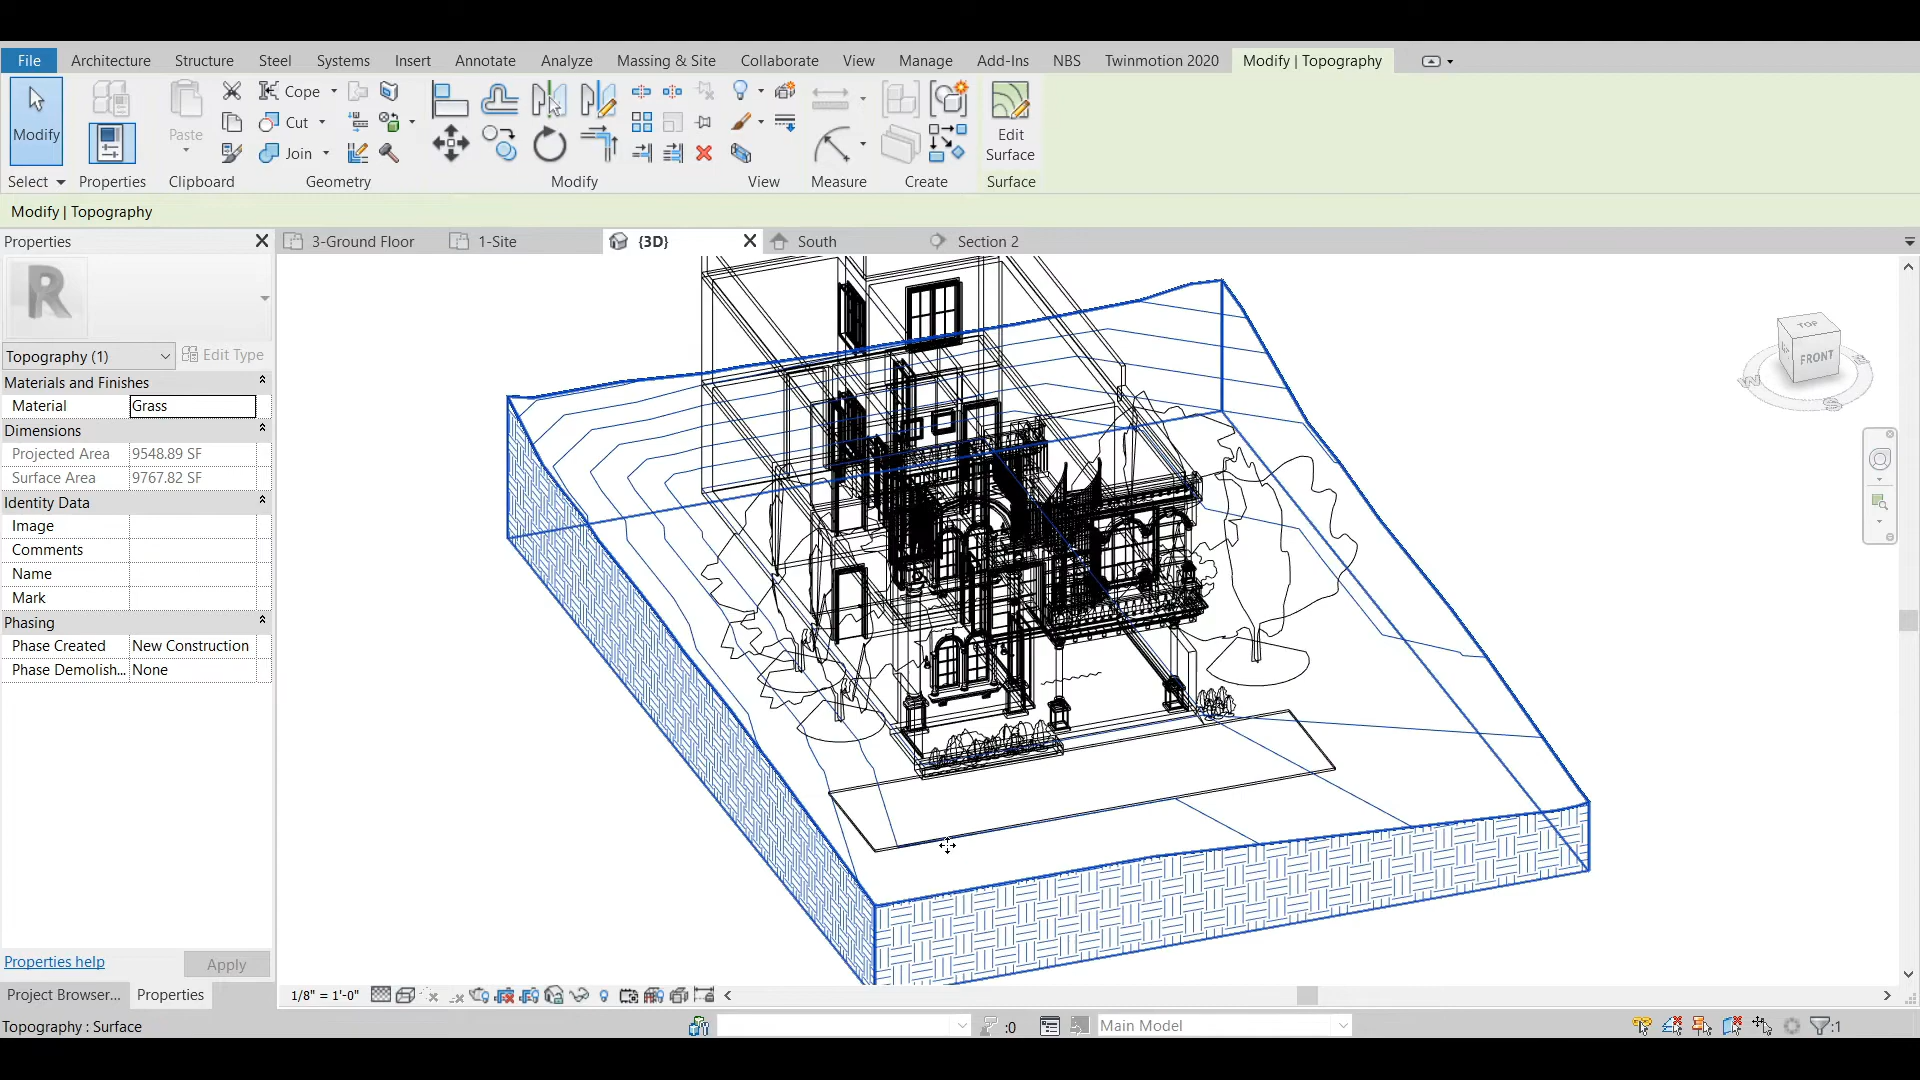 File Architecture Structure Steel Systems Insert Annotate Analyze Massing & Site Collaborate View Manage Add-Ins NBS Twinmotion 2020 Modify | Topography
Modify Paste Cope Cut Join Edit Surface
Select Properties Clipboard Geometry Modify View Measure Create Surface
Modify | Topography
Properties 3-Ground Floor 1-Site {3D} South Section 2
R
Topography (1) Edit Type
Materials and Finishes
Material Grass
Dimensions
Projected Area 9548.89 SF
Surface Area 9767.82 SF
Identity Data
Image
Comments
Name
Mark
Phasing
Phase Created New Construction
Phase Demolish... None
TOP
FRONT
W
S
Properties help Apply
Project Browser... Properties 1/8" = 1'-0"
Topography : Surface :0 Main Model :1